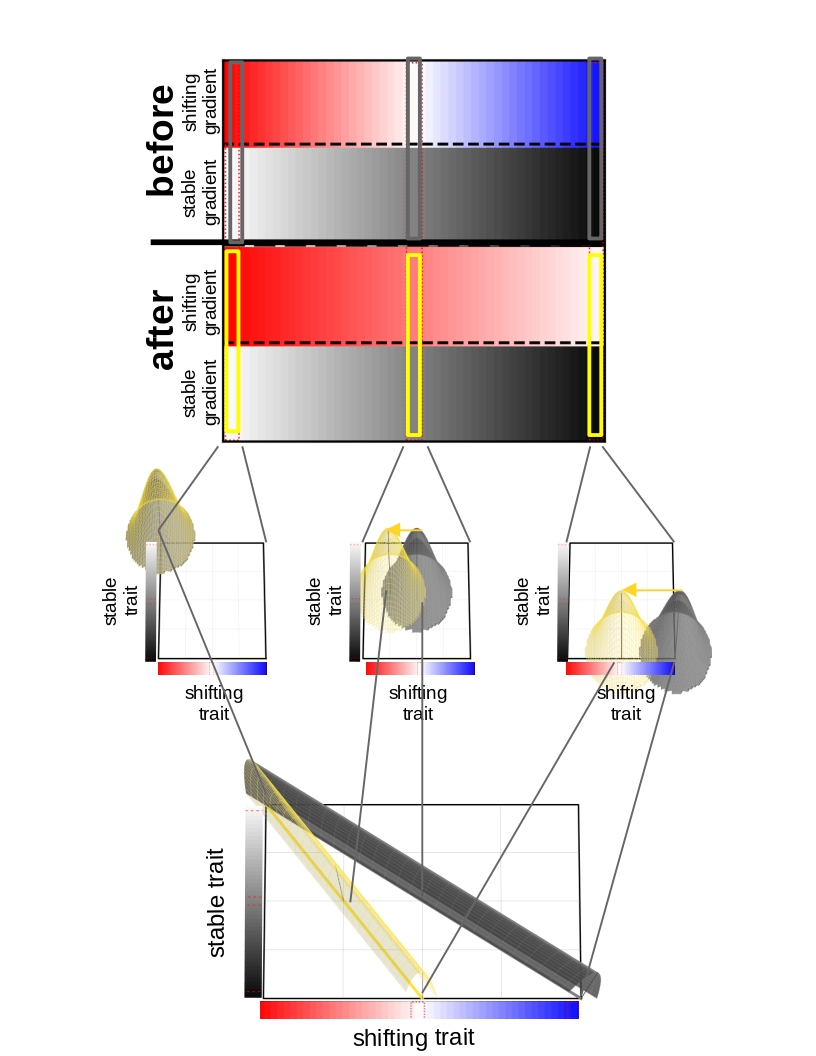 before
shifting
gradient
stable
gradient
after
shifting
gradient
stable
gradient
stable
trait
shifting
trait
stable
trait
shifting
trait
stable
trait
shifting
trait
stable trait
shifting trait